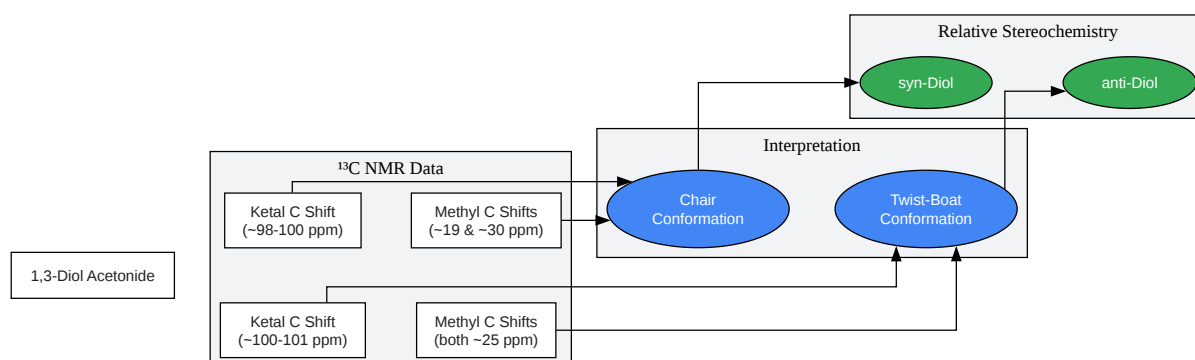 Relative Stereochemistry
syn-Diol
anti-Diol
Interpretation
Chair
Conformation
Twist-Boat
Conformation
¹³C NMR Data
Ketal C Shift
(~98-100 ppm)
Methyl C Shifts
(~19 & ~30 ppm)
1,3-Diol Acetonide
Ketal C Shift
(~100-101 ppm)
Methyl C Shifts
(both ~25 ppm)